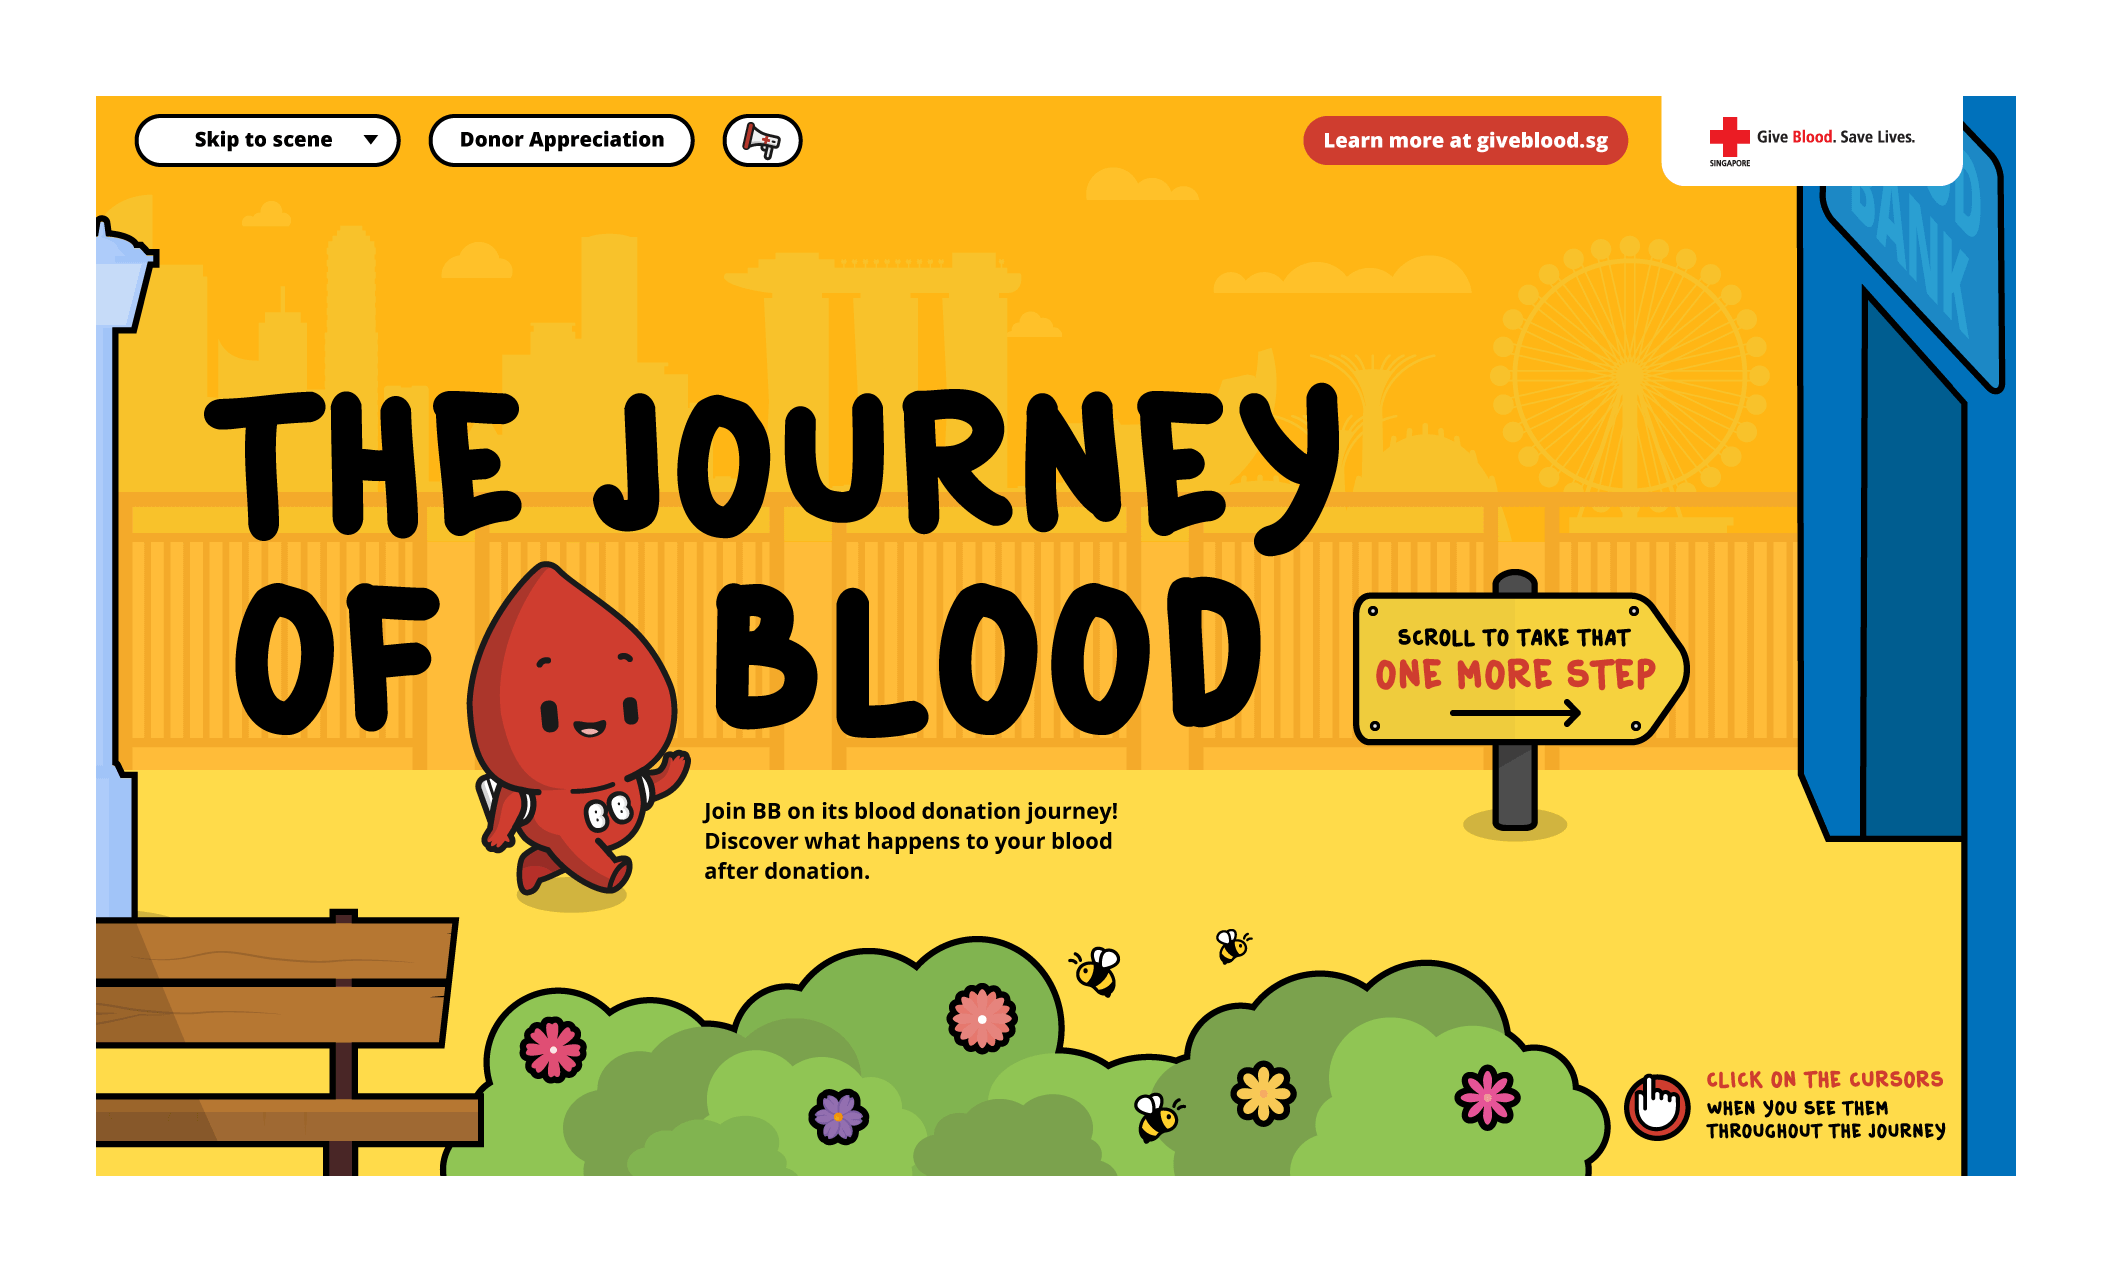 Skip to scene
Donor Appreciation
Learn more at giveblood.sg
SINGAPORE
Give Blood. Save Lives.
BANK
THE JOURNEY
OF BLOOD
SCROLL TO TAKE THAT
ONE MORE STEP
BB
Join BB on its blood donation journey!
Discover what happens to your blood
after donation.
CLICK ON THE CURSORS
WHEN YOU SEE THEM
THROUGHOUT THE JOURNEY